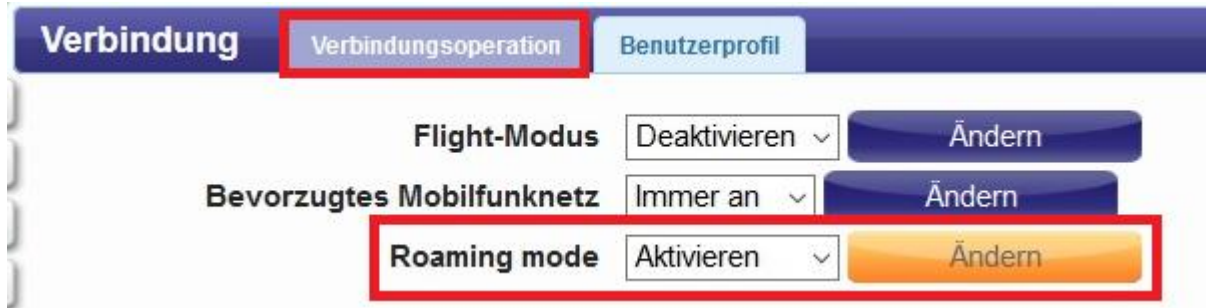 Verbindung Verbindungsoperation Benutzerprofil
Flight-Modus Deaktivieren Ändern
Bevorzugtes Mobilfunknetz Immer an Ändern
Roaming mode Aktivieren Ändern